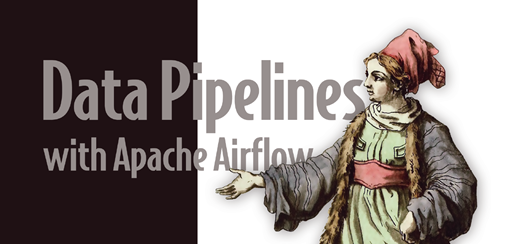 Data Pipelines
with Apache Airflow